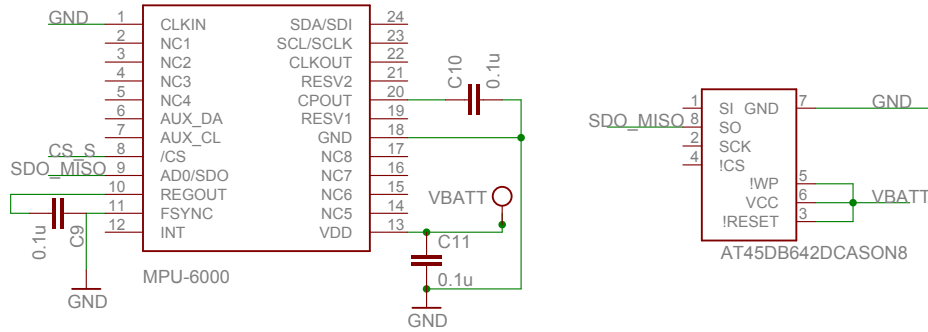 GND
1 CLKIN SDA/SDI 24
2 NC1 SCL/SCLK 23
3 NC2 CLKOUT 22
4 NC3 RESV2 21
5 NC4 CPOUT 20
6 AUX_DA RESV1 19
7 AUX_CL GND 18
CS_S 8 /CS NC8 17
SDO_MISO 9 AD0/SDO NC7 16
10 REGOUT NC6 15
11 FSYNC NC5 14
12 INT VDD 13
MPU-6000
0.1u
C9
GND
C10
0.1u
VBATT
C11
0.1u
GND
1 SI GND 7 GND
SDO_MISO 8 SO
2 SCK
4 !CS
!WP 5
VCC 6 VBATT
!RESET 3
AT45DB642DCASON8